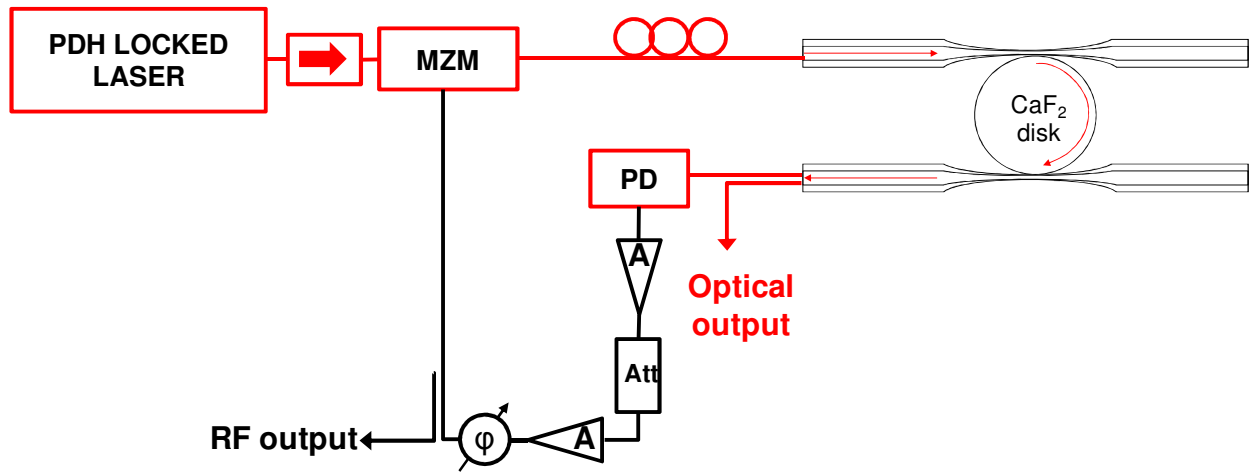 PDH LOCKED
LASER
MZM
CaF₂
disk
PD
A
Optical
output
Att
A
φ
RF output